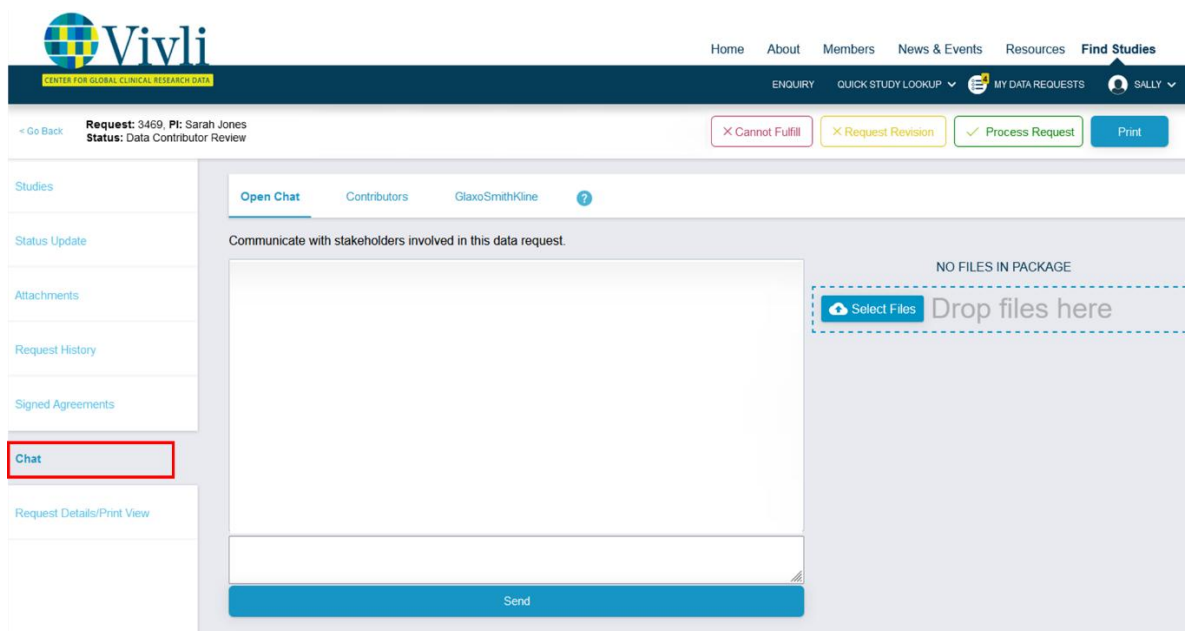 Vivli
CENTER FOR GLOBAL CLINICAL RESEARCH DATA
Home About Members News & Events Resources Find Studies
ENQUIRY QUICK STUDY LOOKUP 4 MY DATA REQUESTS SALLY
< Go Back
Request: 3469, PI: Sarah Jones
Status: Data Contributor Review
Cannot Fulfill Request Revision Process Request Print
Studies
Status Update
Attachments
Request History
Signed Agreements
Chat
Request Details/Print View
Open Chat Contributors GlaxoSmithKline ?
Communicate with stakeholders involved in this data request.
NO FILES IN PACKAGE
Select Files Drop files here
Send